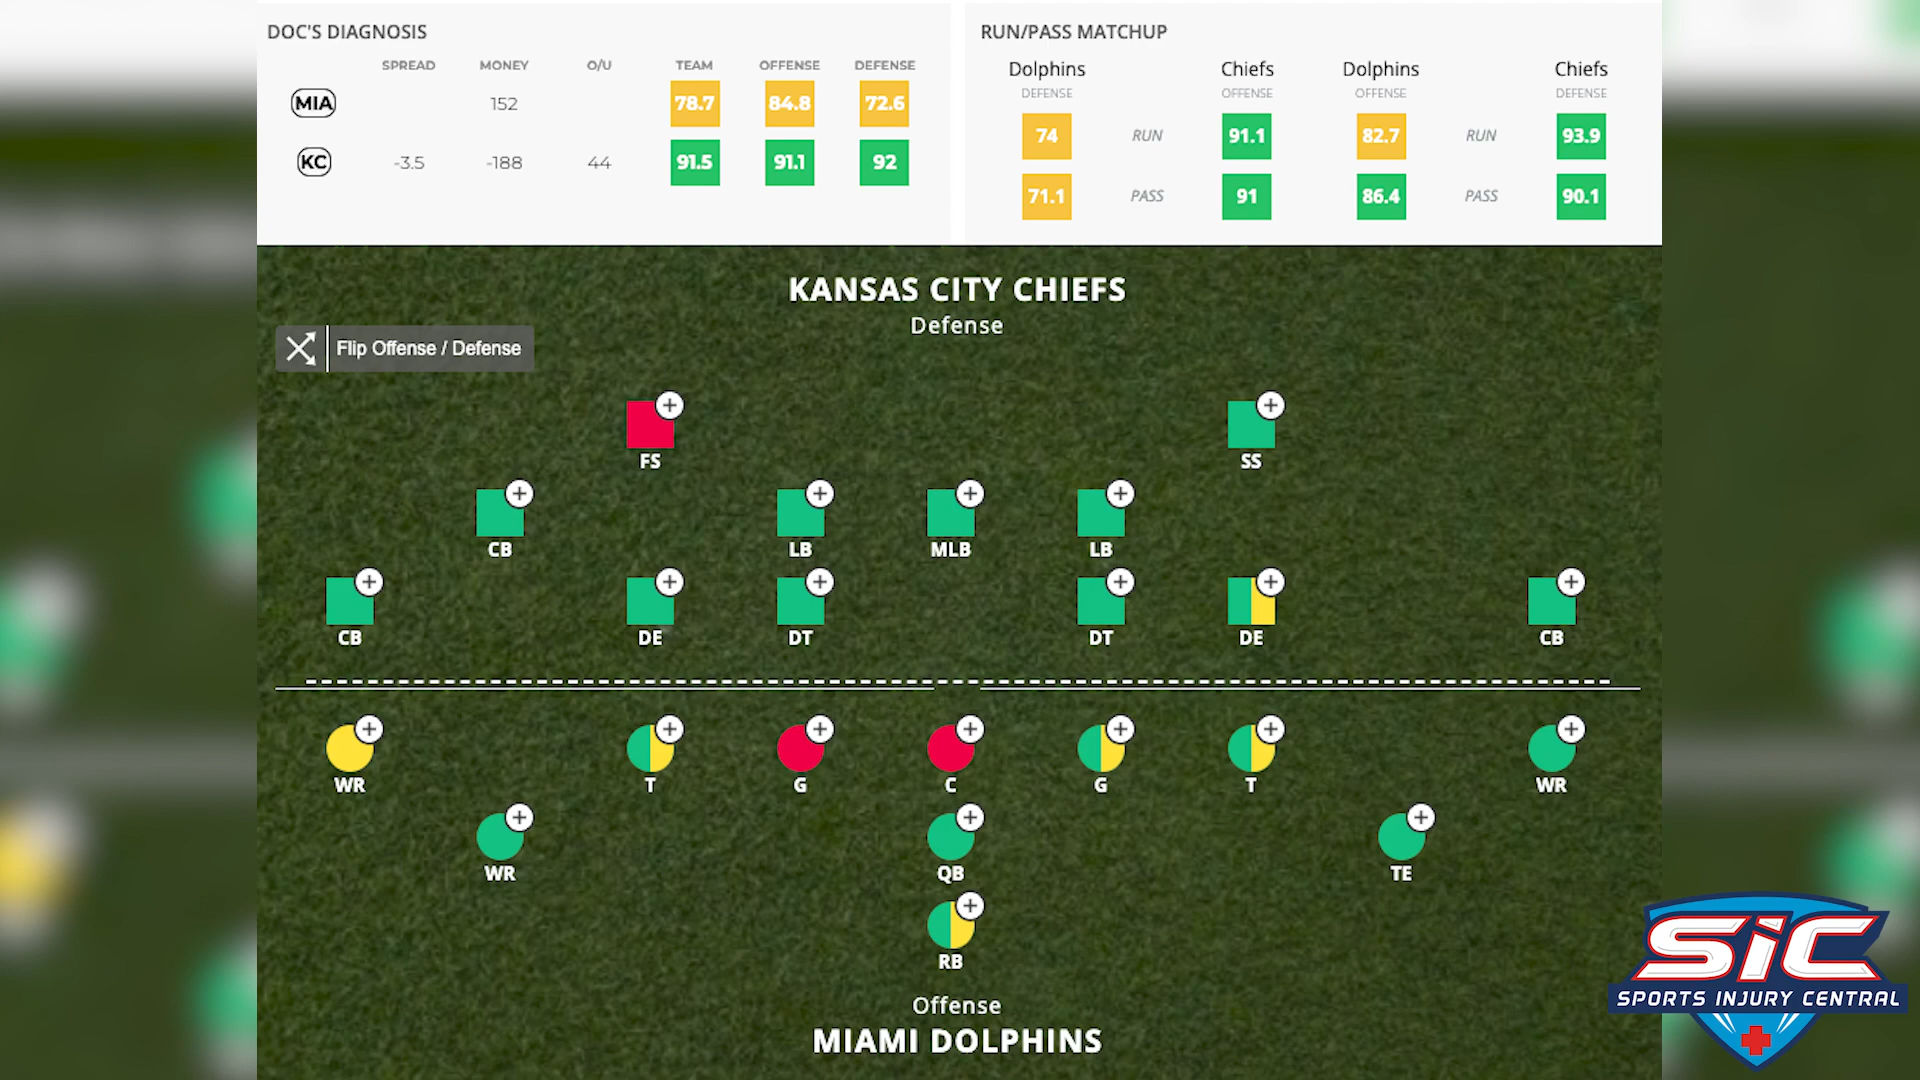 DOC'S DIAGNOSIS
SPREAD MONEY O/U TEAM OFFENSE DEFENSE
MIA 152 78.7 84.8 72.6
KC -3.5 -188 44 91.5 91.1 92
RUN/PASS MATCHUP
Dolphins Chiefs Dolphins Chiefs
DEFENSE OFFENSE OFFENSE DEFENSE
74 RUN 91.1 82.7 RUN 93.9
71.1 PASS 91 86.4 PASS 90.1
KANSAS CITY CHIEFS
Defense
Flip Offense / Defense
FS SS
CB LB MLB LB
CB DE DT DT DE CB
WR T G C G T WR
WR QB TE
RB
Offense
MIAMI DOLPHINS
SiC
SPORTS INJURY CENTRAL